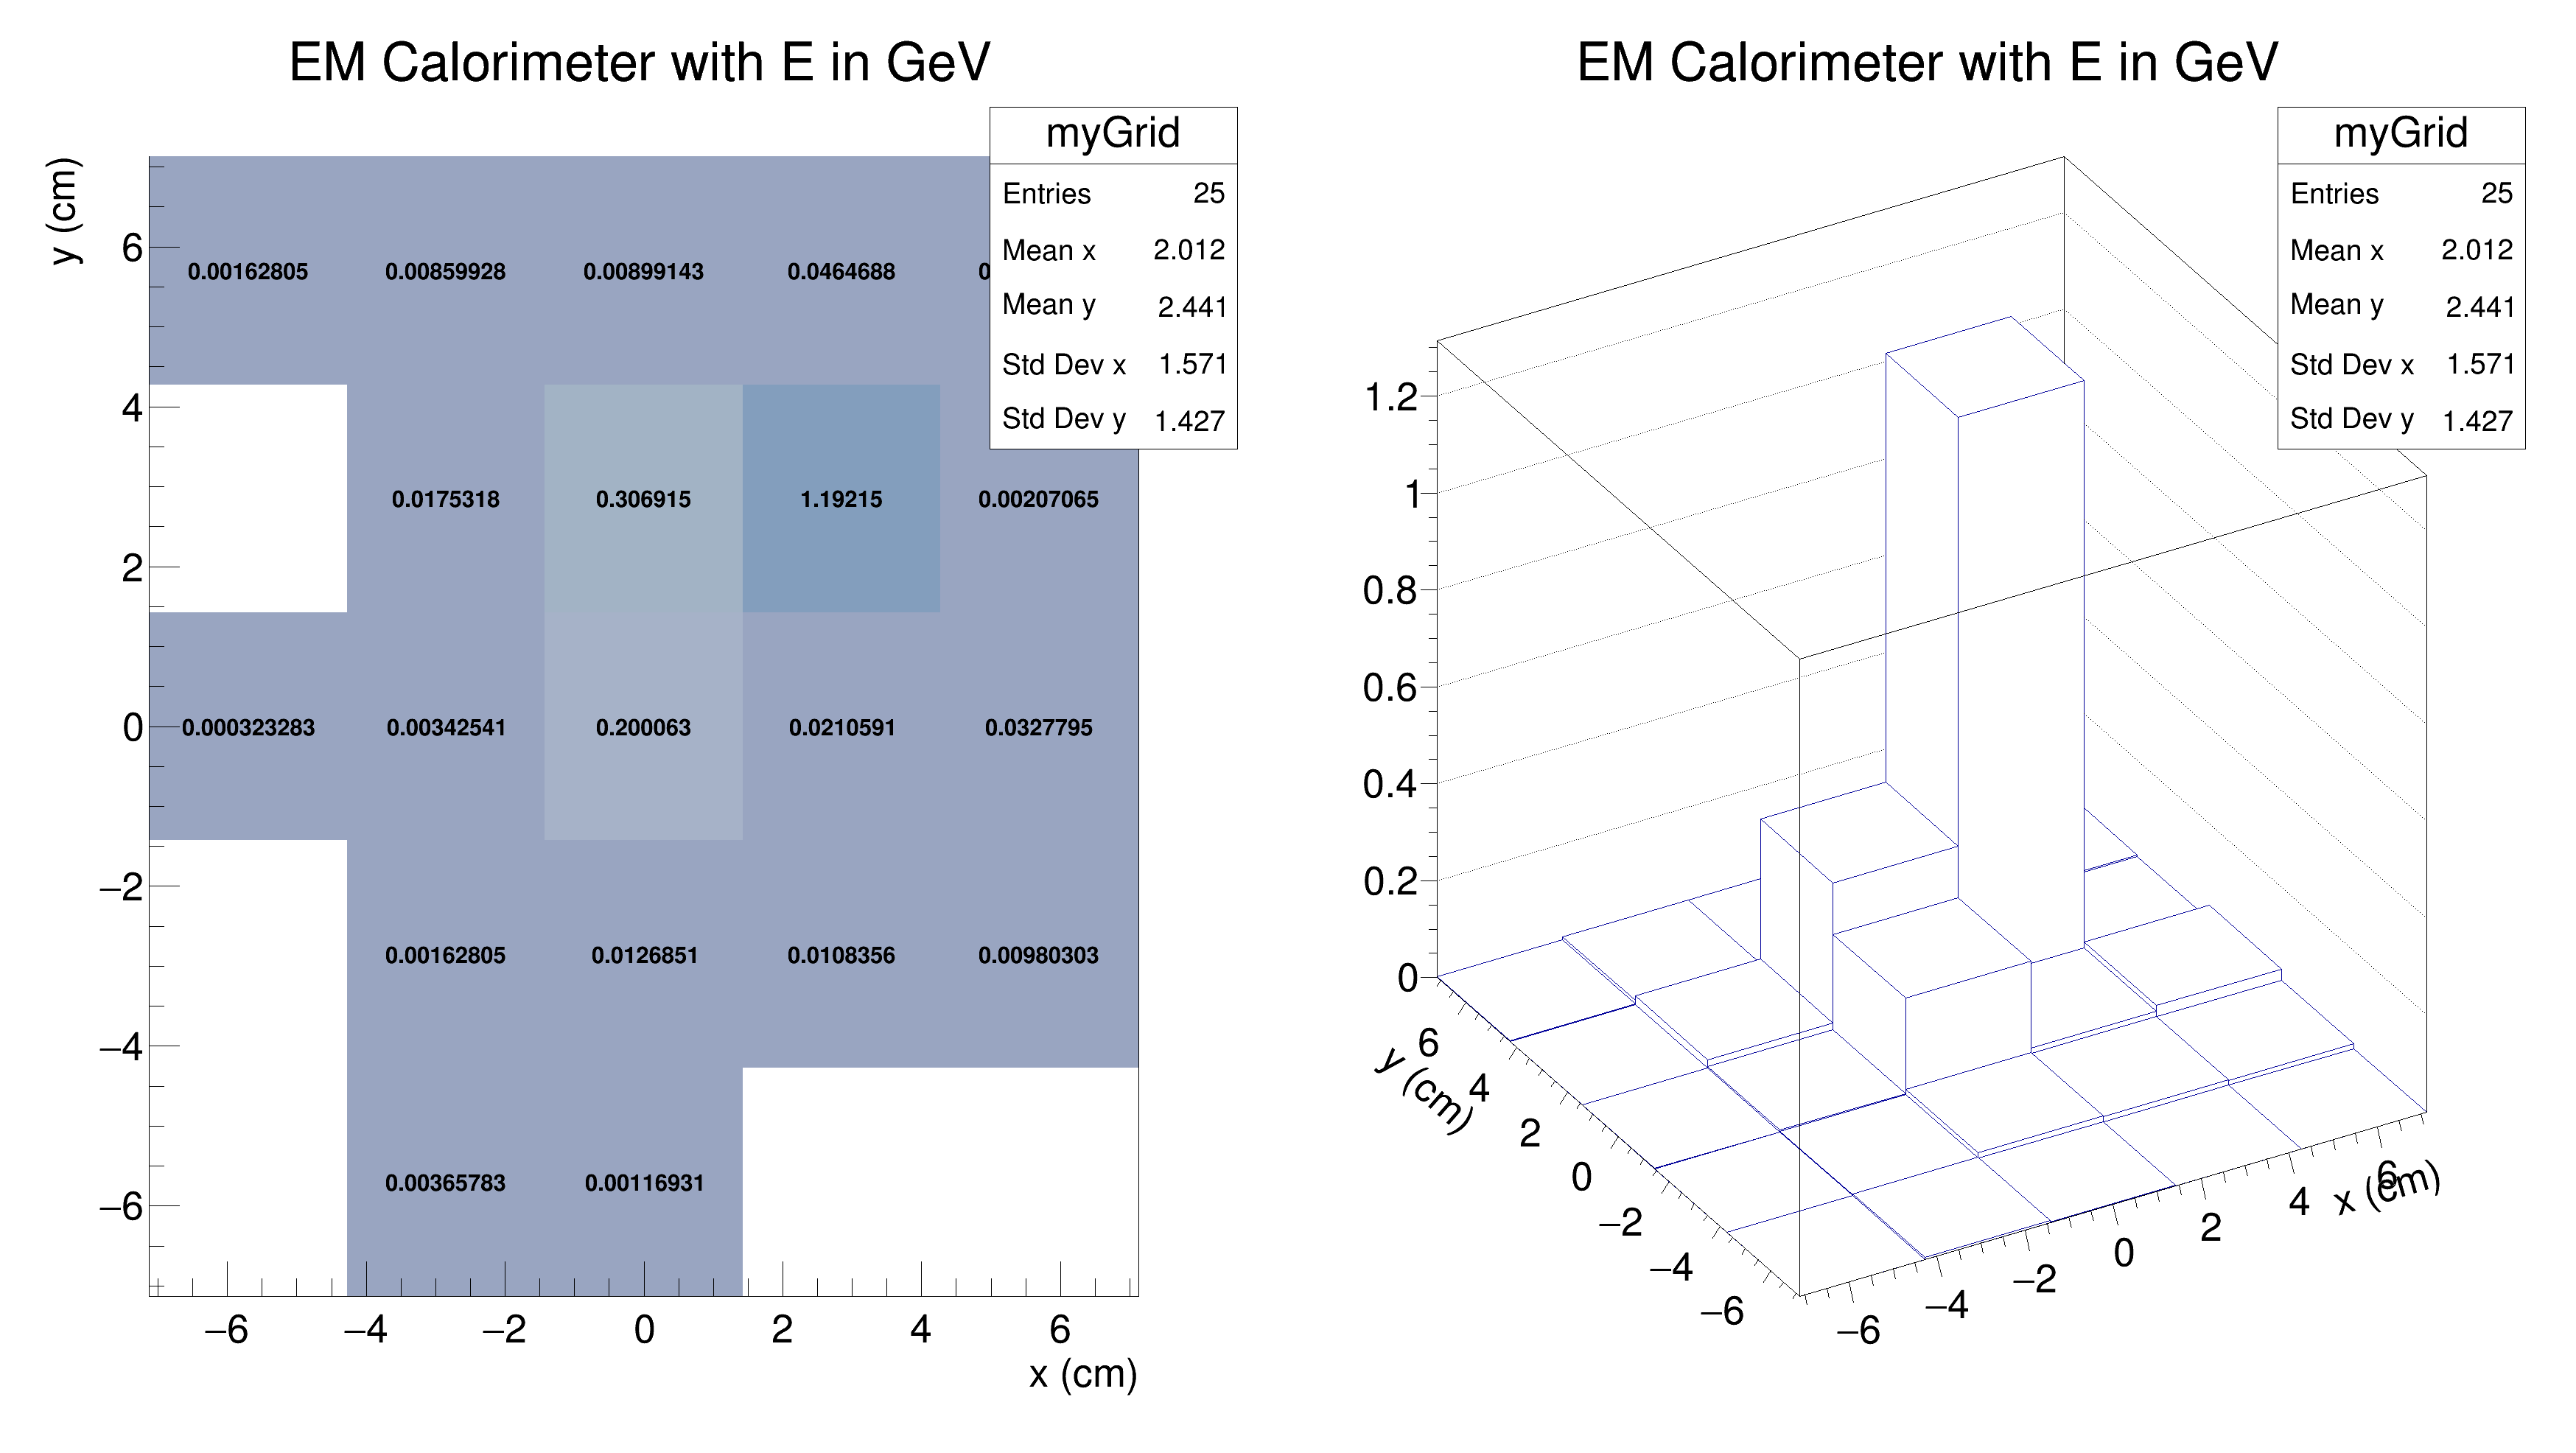 EM Calorimeter with E in GeV
myGrid
Entries 25
Mean x 2.012
Mean y 2.441
Std Dev x 1.571
Std Dev y 1.427
y (cm)
6
4
2
0
−2
−4
−6
0.00162805 0.00859928 0.00899143 0.0464688
0.0175318 0.306915 1.19215 0.00207065
0.000323283 0.00342541 0.200063 0.0210591 0.0327795
0.00162805 0.0126851 0.0108356 0.00980303
0.00365783 0.00116931
−6 −4 −2 0 2 4 6
x (cm)
EM Calorimeter with E in GeV
myGrid
Entries 25
Mean x 2.012
Mean y 2.441
Std Dev x 1.571
Std Dev y 1.427
1.2
1
0.8
0.6
0.4
0.2
0
6
4
2
0
−2
−4
−6
y (cm)
−6
−4
−2
0
2
4
6
x (cm)